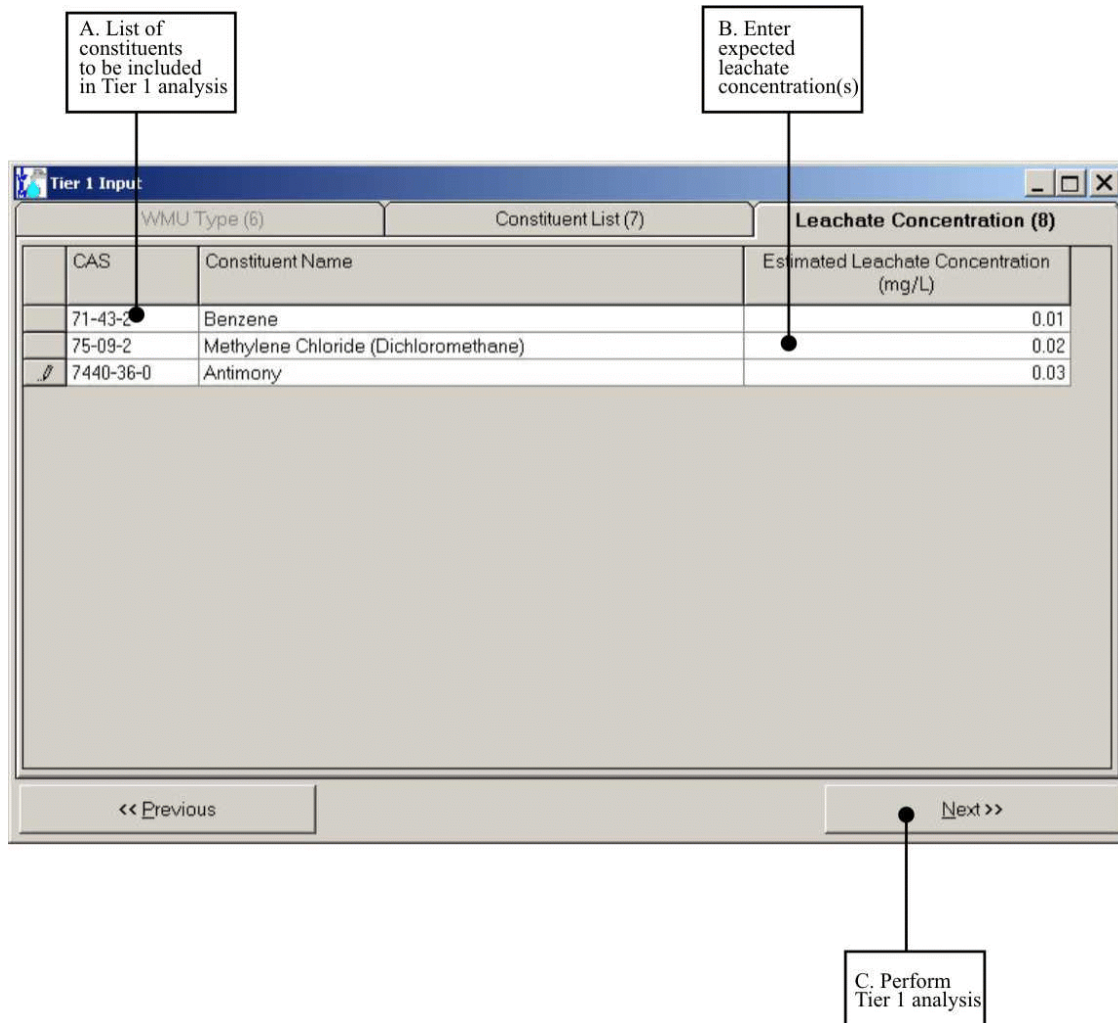 A. List of
constituents
to be included
in Tier 1 analysis
B. Enter
expected
leachate
concentration(s)
Tier 1 Input
WMU Type (6)
Constituent List (7)
Leachate Concentration (8)
CAS
Constituent Name
Estimated Leachate Concentration
(mg/L)
71-43-2
Benzene
0.01
75-09-2
Methylene Chloride (Dichloromethane)
0.02
7440-36-0
Antimony
0.03
<< Previous
Next >>
C. Perform
Tier 1 analysis